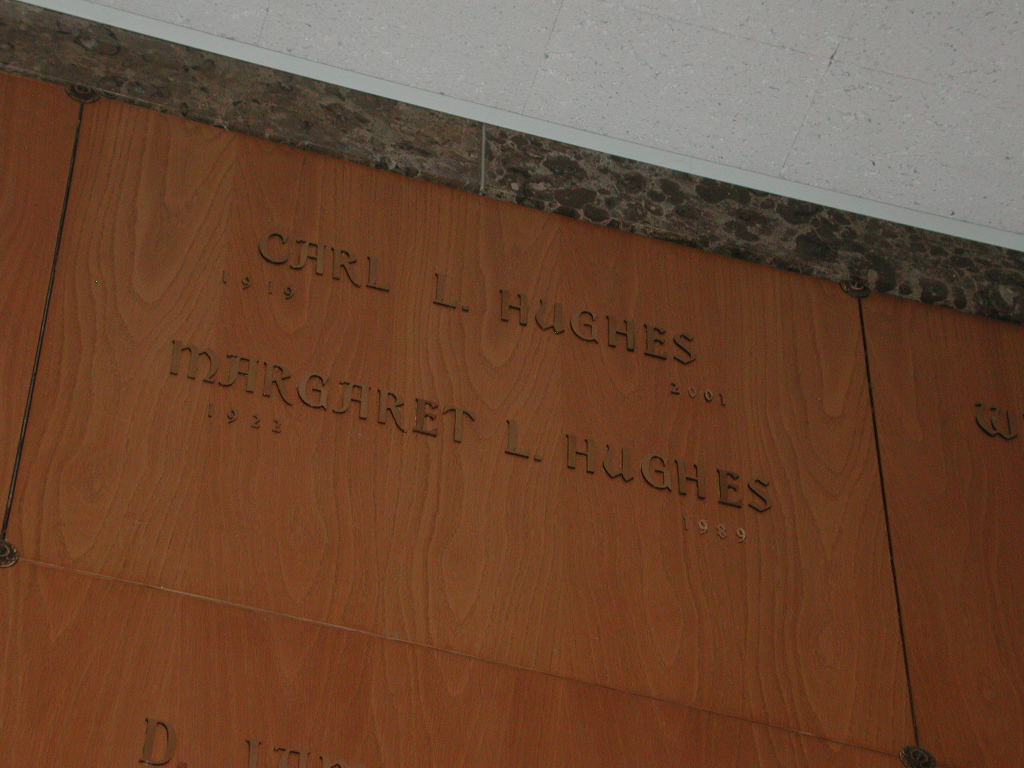 CARL L. HUGHES
1919 2001
MARGARET L. HUGHES
1922 1989
D.